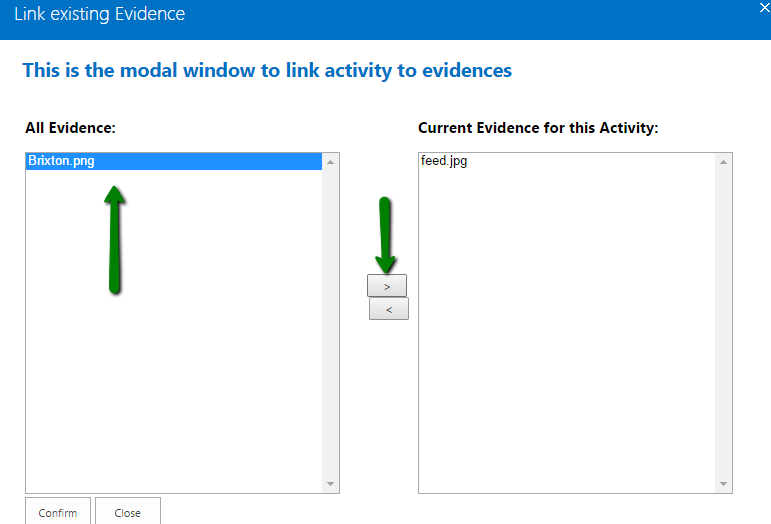 Link existing Evidence
This is the modal window to link activity to evidences
All Evidence:
Current Evidence for this Activity:
Brixton.png
feed.jpg
>
<
Confirm
Close